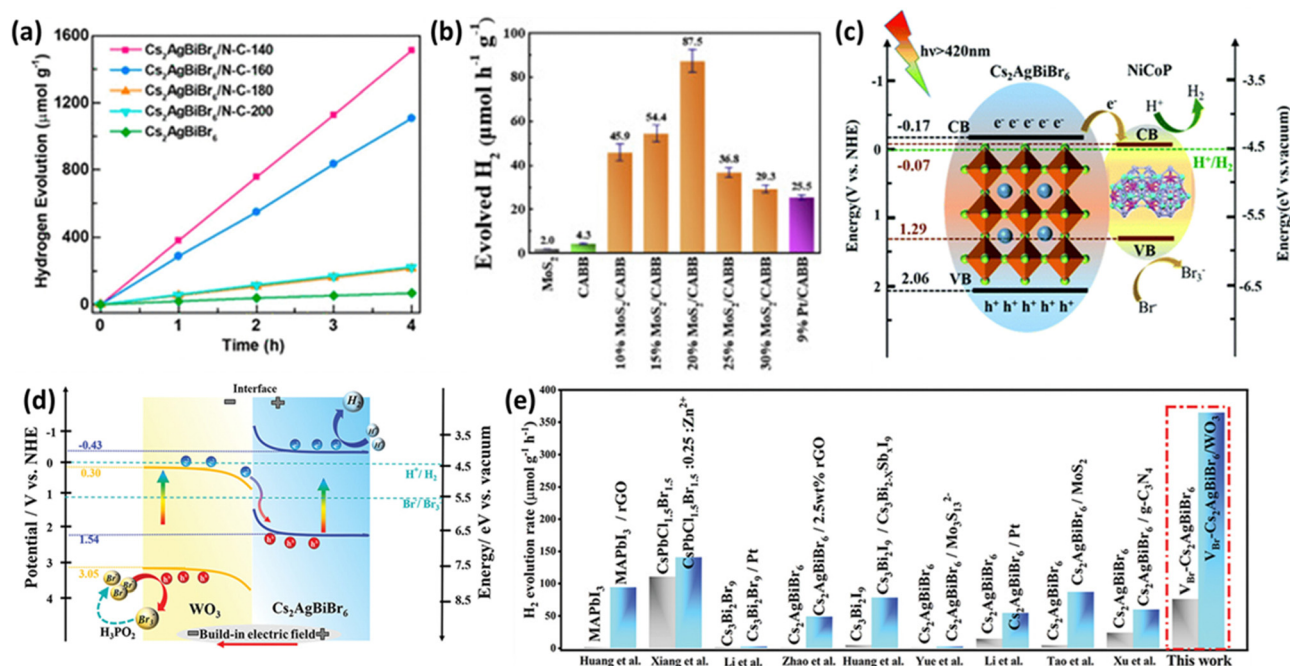 (a)
Hydrogen Evolution (μmol g⁻¹)
1600
1200
800
400
0
Cs₂AgBiBr₆/N-C-140
Cs₂AgBiBr₆/N-C-160
Cs₂AgBiBr₆/N-C-180
Cs₂AgBiBr₆/N-C-200
Cs₂AgBiBr₆
0 1 2 3 4
Time (h)
(b)
Evolved H₂ (μmol h⁻¹ g⁻¹)
100
80
60
40
20
0
2.0
4.3
45.9
54.4
87.5
36.8
29.3
25.5
MoS₂
CABB
10% MoS₂/CABB
15% MoS₂/CABB
20% MoS₂/CABB
25% MoS₂/CABB
30% MoS₂/CABB
9% Pt/CABB
(c)
hν>420nm
Cs₂AgBiBr₆
NiCoP
Energy(V vs. NHE)
-1
0
1
2
-0.17
-0.07
1.29
2.06
CB
e⁻ e⁻ e⁻ e⁻ e⁻
e⁻
H⁺
H₂
CB
H⁺/H₂
VB
h⁺ h⁺ h⁺ h⁺ h⁺
VB
Br⁻
Br₃⁻
-3.5
-4.5
-5.5
-6.5
Energy(eV vs.vacuum)
(d)
Interface
Potential / V vs. NHE
-1
0
1
2
3
4
-0.43
0.30
1.54
3.05
H₂
H⁺
H⁺
H⁺/ H₂
Br⁻/ Br₃⁻
h⁺ h⁺ h⁺
h⁺ h⁺ h⁺
Br⁻
Br⁻
Br⁻
Br₃⁻
H₃PO₂
WO₃
Cs₂AgBiBr₆
Build-in electric field
3.5
4.5
5.5
6.5
7.5
8.5
Energy/ eV vs. vacuum
(e)
H₂ evolution rate (μmol g⁻¹ h⁻¹)
400
350
300
250
200
150
100
50
0
MAPbI₃
MAPbI₃ / rGO
CsPbCl₁.₅Br₁.₅
CsPbCl₁.₅Br₁.₅ :0.25 :Zn²⁺
Cs₃Bi₂Br₉
Cs₃Bi₂Br₉ / Pt
Cs₂AgBiBr₆
Cs₂AgBiBr₆ / 2.5wt% rGO
Cs₃Bi₂I₉
Cs₃Bi₂I₉ / Cs₃Bi₂₋ₓSbₓI₉
Cs₂AgBiBr₆
Cs₂AgBiBr₆ / Mo₃S₁₃²⁻
Cs₂AgBiBr₆
Cs₂AgBiBr₆ / Pt
Cs₂AgBiBr₆
Cs₂AgBiBr₆/ MoS₂
Cs₂AgBiBr₆
Cs₂AgBiBr₆ / g-C₃N₄
V_Br-Cs₂AgBiBr₆
V_Br-Cs₂AgBiBr₆/WO₃
Huang et al. Xiang et al. Li et al. Zhao et al. Huang et al. Yue et al. Li et al. Tao et al. Xu et al. This work